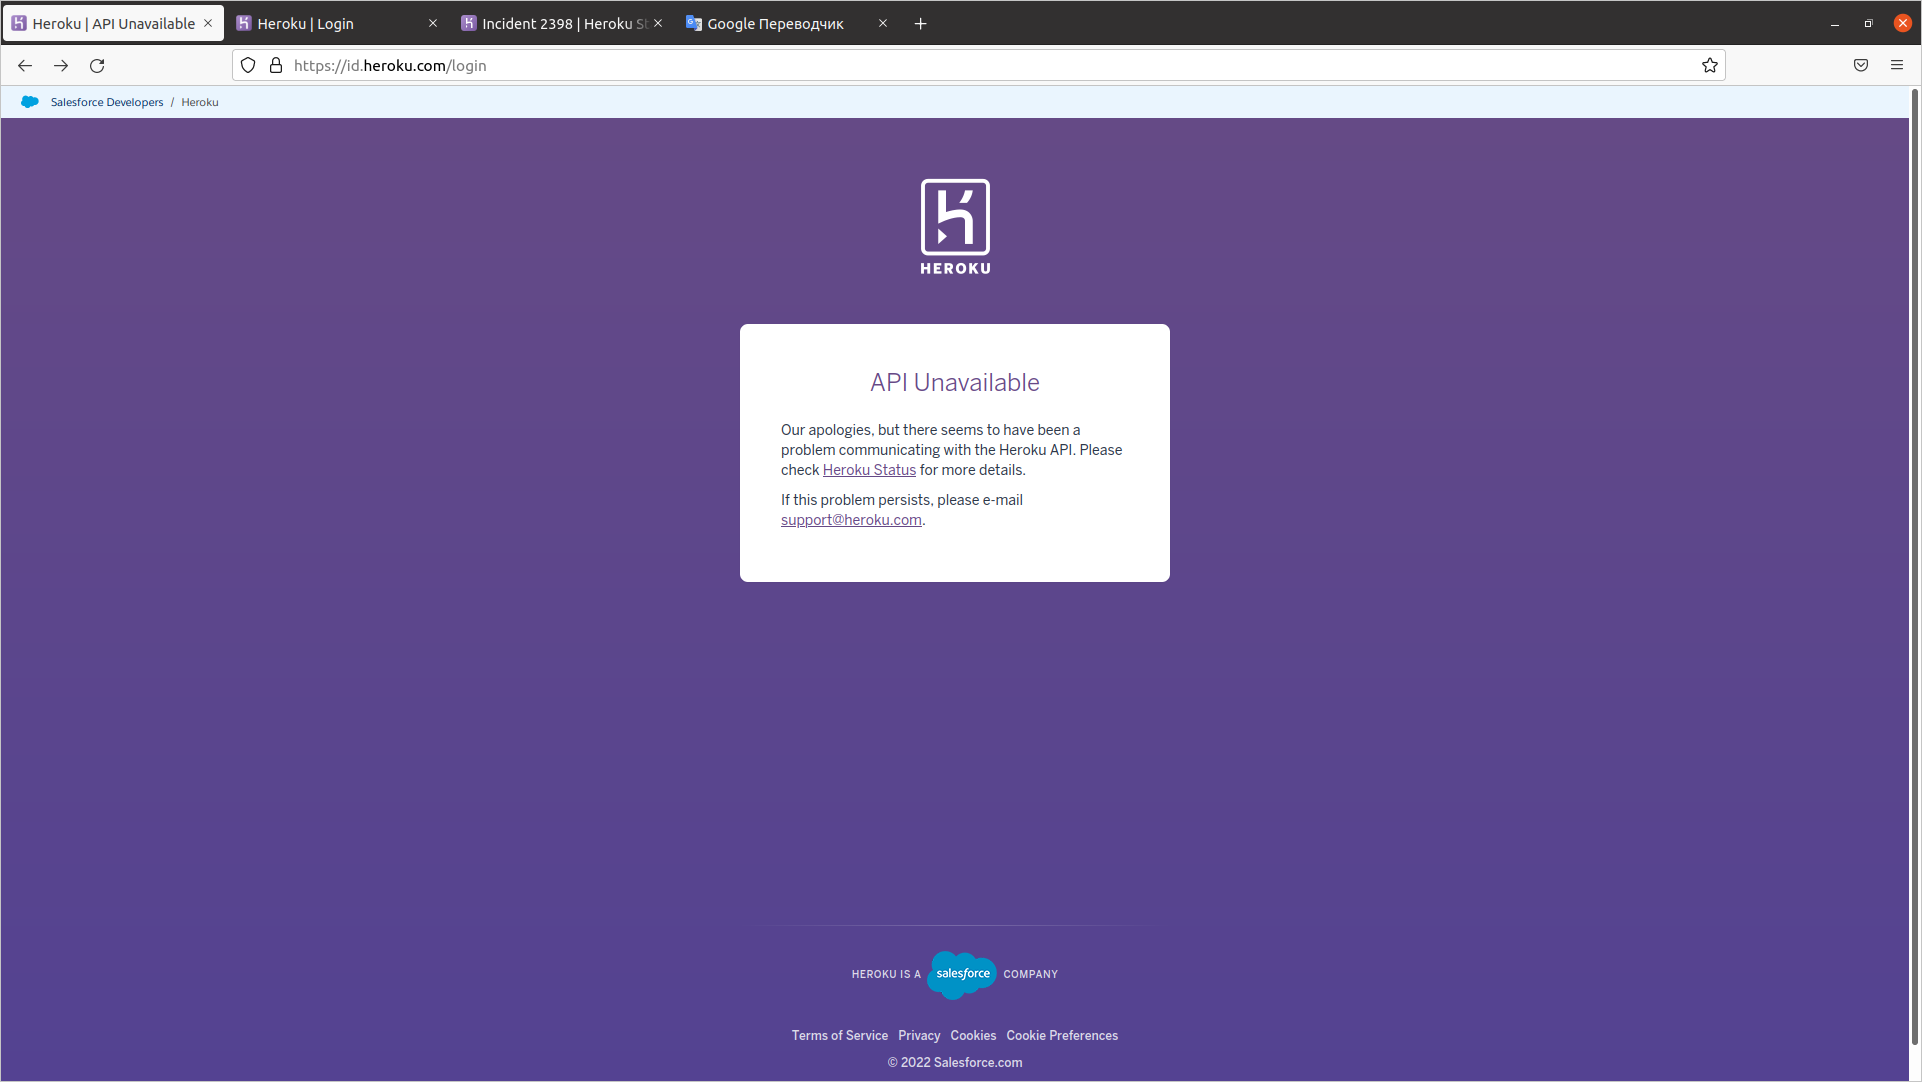 Heroku | API Unavailable
Heroku | Login
Incident 2398 | Heroku St
Google Переводчик
https://id.heroku.com/login
Salesforce Developers / Heroku
HEROKU
API Unavailable
Our apologies, but there seems to have been a
problem communicating with the Heroku API. Please
check Heroku Status for more details.
If this problem persists, please e-mail
support@heroku.com.
HEROKU IS A salesforce COMPANY
Terms of Service Privacy Cookies Cookie Preferences
© 2022 Salesforce.com